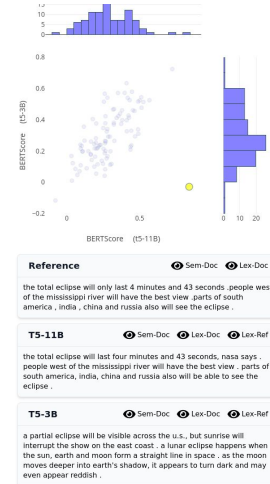 15
10
5
0
0.8
0.6
0.4
0.2
0
−0.2
BERTScore (t5-3B)
0
0.5
0
10
20
BERTScore (t5-11B)
Reference Sem-Doc Lex-Doc
the total eclipse will only last 4 minutes and 43 seconds .people wes
of the mississippi river will have the best view .parts of south
america , india , china and russia also will see the eclipse .
T5-11B Sem-Doc Lex-Doc Lex-Ref
the total eclipse will last four minutes and 43 seconds, nasa says .
people west of the mississippi river will have the best view . parts of
south america, india, china and russia also will be able to see the
eclipse .
T5-3B Sem-Doc Lex-Doc Lex-Ref
a partial eclipse will be visible across the u.s., but sunrise will
interrupt the show on the east coast . a lunar eclipse happens when
the sun, earth and moon form a straight line in space . as the moon
moves deeper into earth's shadow, it appears to turn dark and may
even appear reddish .